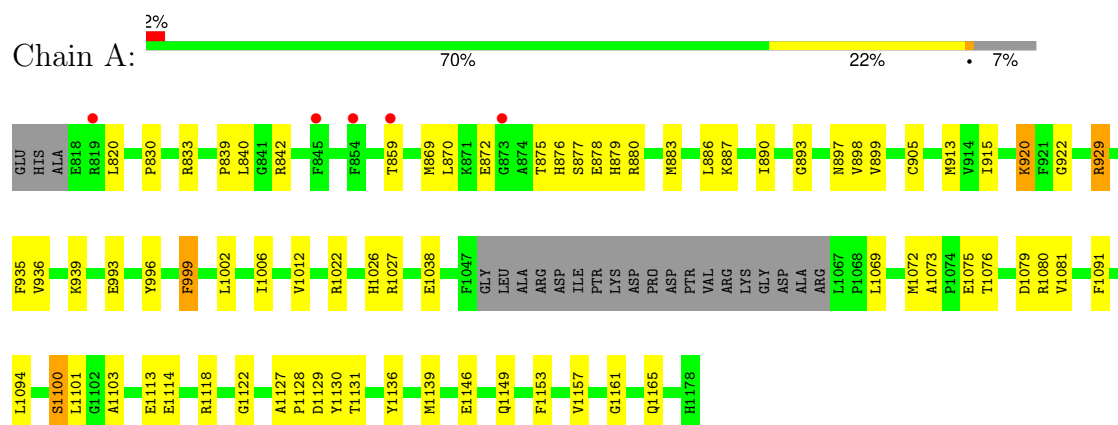 2%
Chain A:
70% 22% • 7%
GLU HIS ALA E818 R819 L820 P830 R833 P839 L840 G841 R842 F845 F854 T859 M869 L870 K871 E872 G873 A874 T875 H876 S877 E878 H879 R880 M883 L886 K887 I890 G893 N897 V898 V899 C905 M913 V914 I915 K920 F921 G922 R929
F935 V936 K939 E993 Y996 F999 L1002 I1006 V1012 R1022 H1026 R1027 E1038 F1047 GLY LEU ALA ARG ASP ILE PTR LYS ASP PRO ASP PTR VAL ARG LYS GLY ASP ALA ARG L1067 P1068 L1069 M1072 A1073 P1074 E1075 T1076 D1079 R1080 V1081 F1091
L1094 S1100 L1101 G1102 A1103 E1113 E1114 R1118 G1122 A1127 P1128 D1129 Y1130 T1131 Y1136 M1139 E1146 Q1149 F1153 V1157 G1161 Q1165 H1178